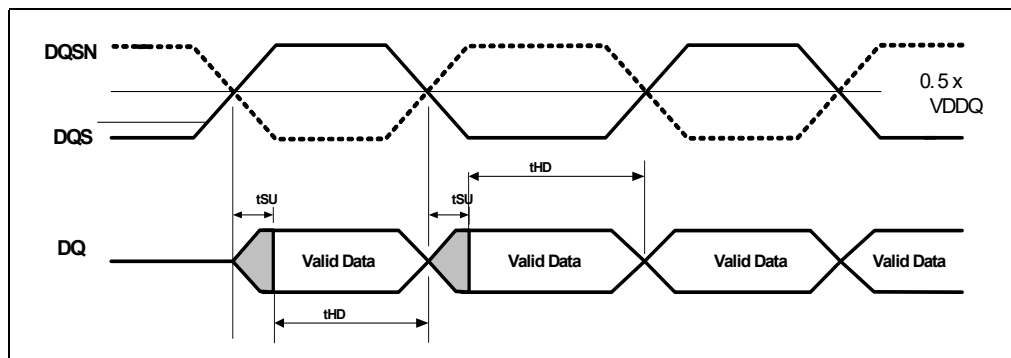 DQSN
0.5 x
VDDQ
DQS
tHD
tSU
tSU
DQ
Valid Data
Valid Data
Valid Data
Valid Data
tHD